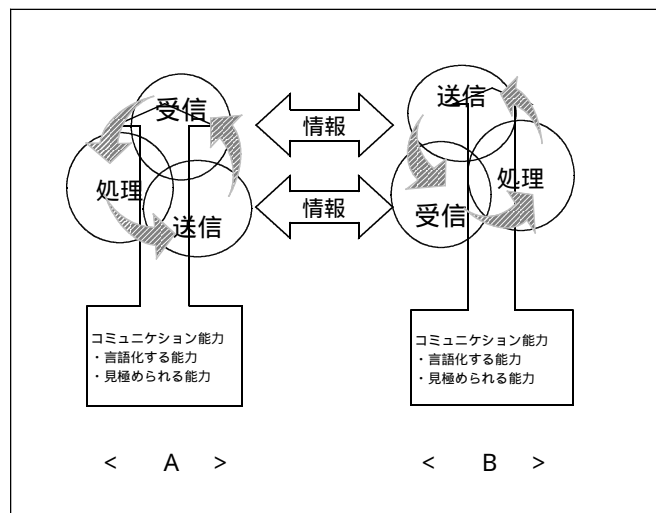 受信
処理
送信
情報
情報
送信
処理
受信
コミュニケション能力
・言語化する能力
・見極められる能力
コミュニケション能力
・言語化する能力
・見極められる能力
< A >
< B >